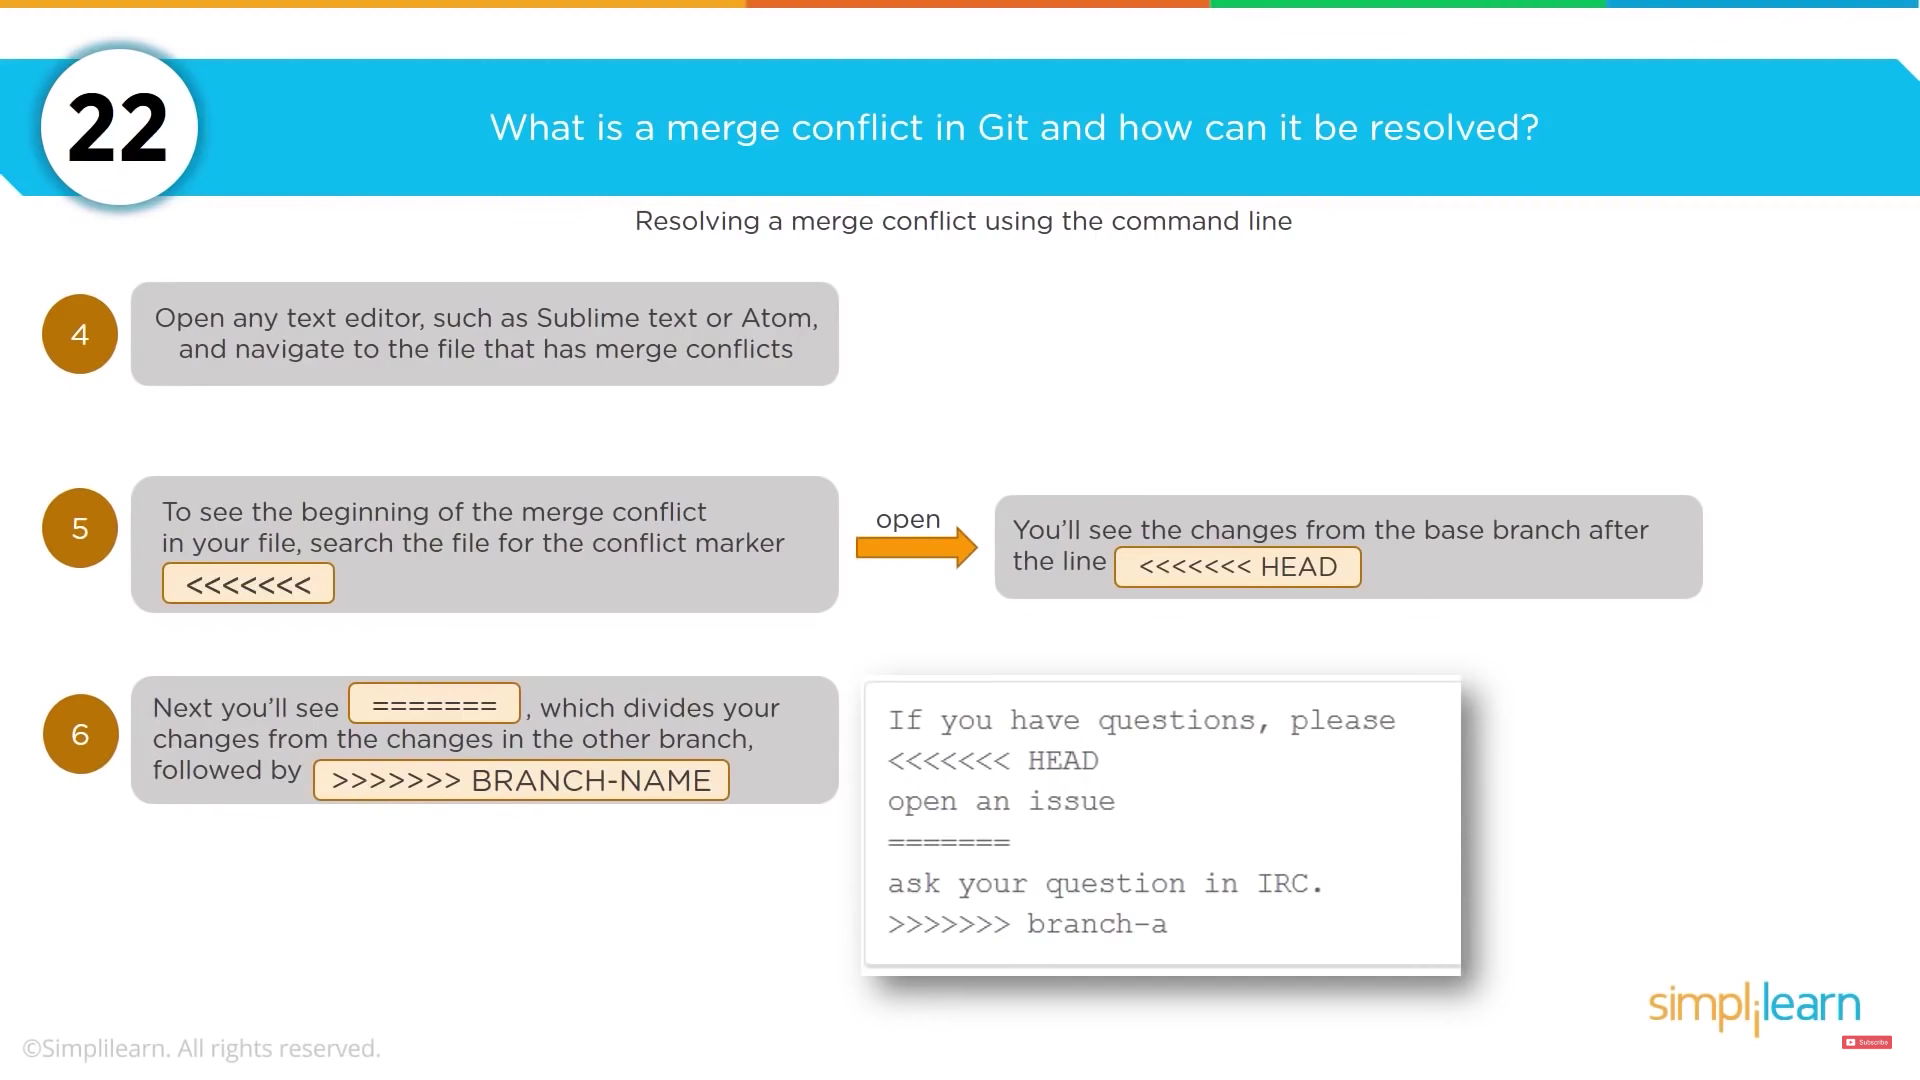 22
What is a merge conflict in Git and how can it be resolved?
Resolving a merge conflict using the command line
4
Open any text editor, such as Sublime text or Atom,
and navigate to the file that has merge conflicts
5
To see the beginning of the merge conflict
in your file, search the file for the conflict marker
<<<<<<<
open
You'll see the changes from the base branch after
the line <<<<<<< HEAD
6
Next you'll see ======= , which divides your
changes from the changes in the other branch,
followed by >>>>>>> BRANCH-NAME
If you have questions, please
<<<<<<< HEAD
open an issue
=======
ask your question in IRC.
>>>>>>> branch-a
simplilearn
Subscribe
©Simplilearn. All rights reserved.